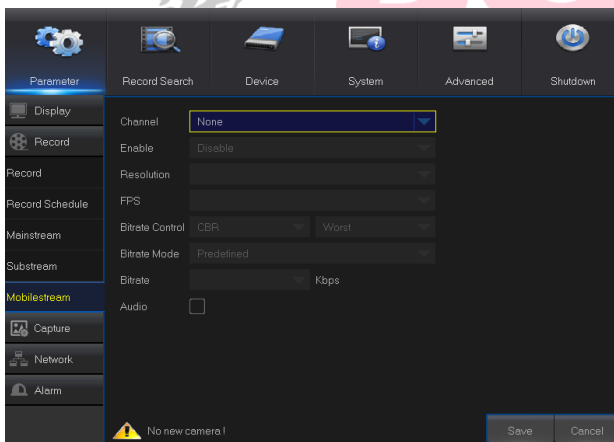 Parameter Record Search Device System Advanced Shutdown
Display
Record
Record
Record Schedule
Mainstream
Substream
Mobilestream
Capture
Network
Alarm
Channel None
Enable Disable
Resolution
FPS
Bitrate Control CBR Worst
Bitrate Mode Predefined
Bitrate Kbps
Audio
No new camera!
Save Cancel